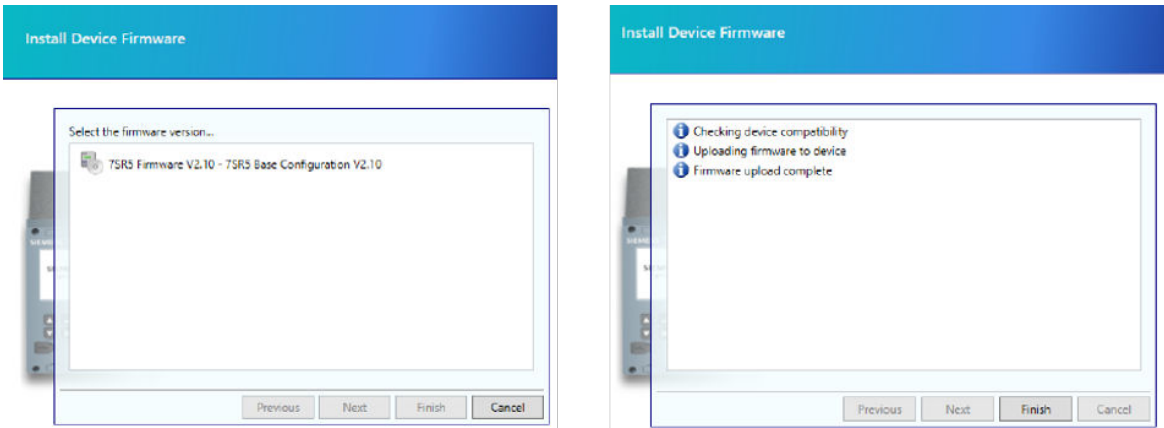 Install Device Firmware
Select the firmware version...
7SR5 Firmware V2.10 - 7SR5 Base Configuration V2.10
Previous Next Finish Cancel
Install Device Firmware
Checking device compatibility
Uploading firmware to device
Firmware upload complete
Previous Next Finish Cancel